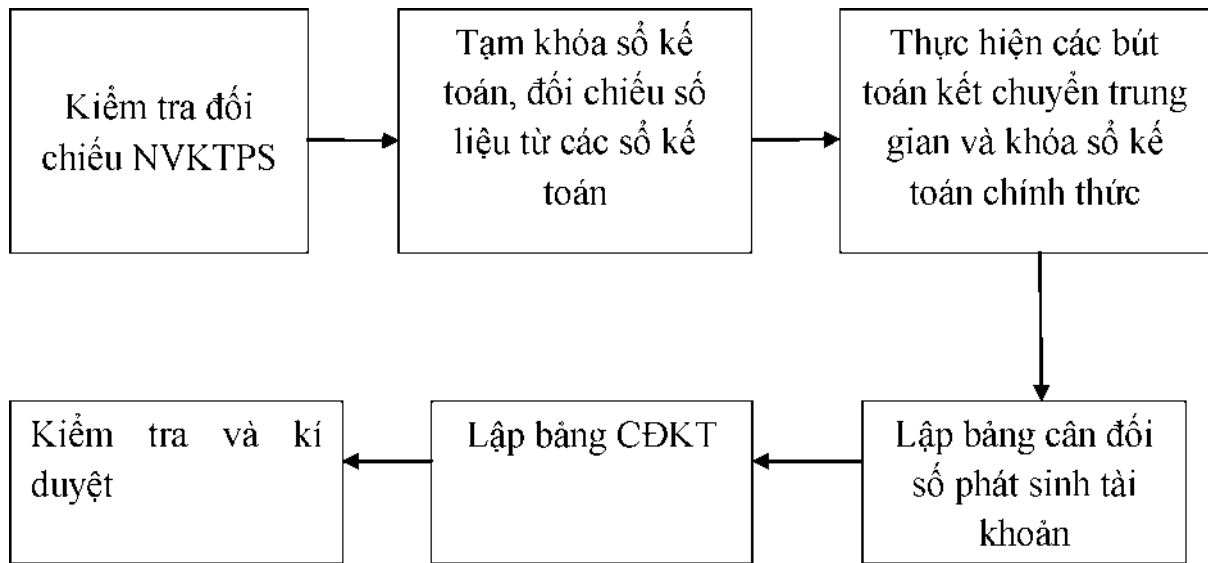 Kiểm tra đối
chiếu NVKTPS
Tạm khóa sổ kế
toán, đối chiếu số
liệu từ các sổ kế
toán
Thực hiện các bút
toán kết chuyển trung
gian và khóa sổ kế
toán chính thức
Lập bảng cân đối
số phát sinh tài
khoản
Lập bảng CĐKT
Kiểm tra và kí
duyệt